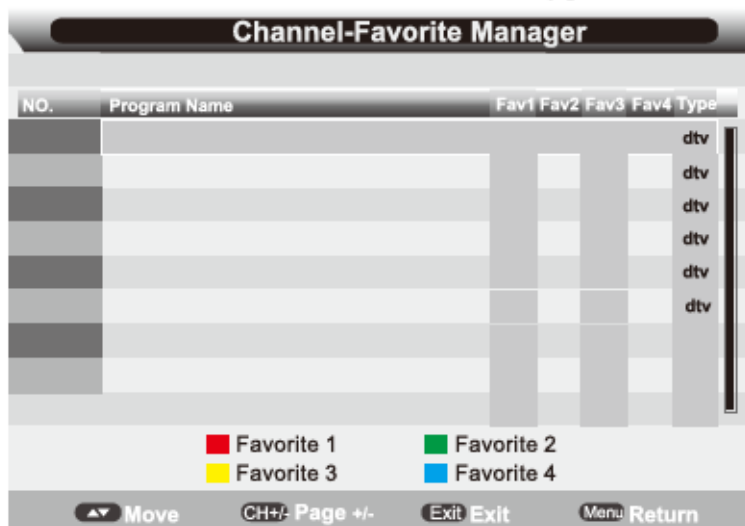 Channel-Favorite Manager
NO. Program Name Fav1 Fav2 Fav3 Fav4 Type
dtv
dtv
dtv
dtv
dtv
dtv
Favorite 1 Favorite 2
Favorite 3 Favorite 4
Move CH+/- Page +/- Exit Exit Menu Return